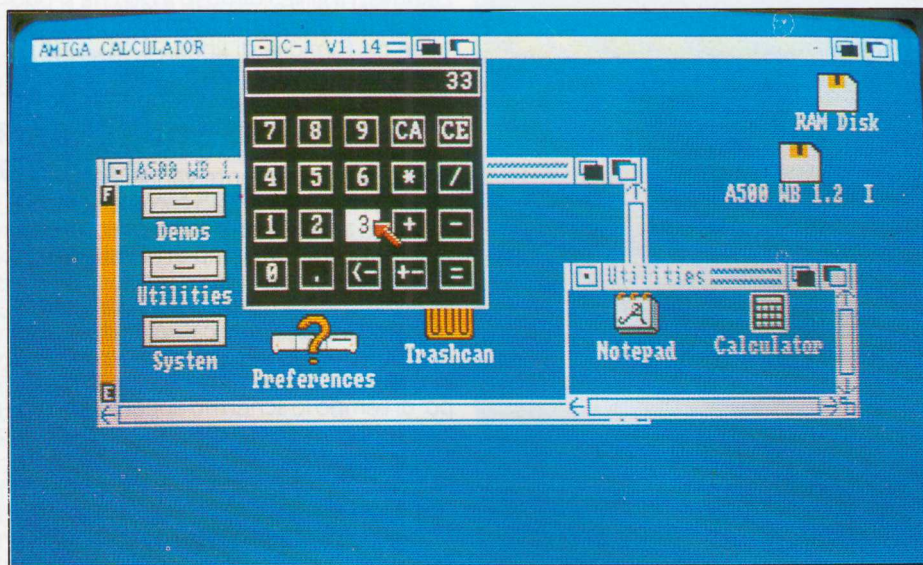 AMIGA CALCULATOR
C-1 V1.14
33
7 8 9 CA CE
4 5 6 * /
1 2 3 + -
0 . <- +- =
RAM Disk
A500 WB 1.2
A500 WB 1.
F
E
Demos
Utilities
System
Preferences
Trashcan
Utilities
Notepad
Calculator